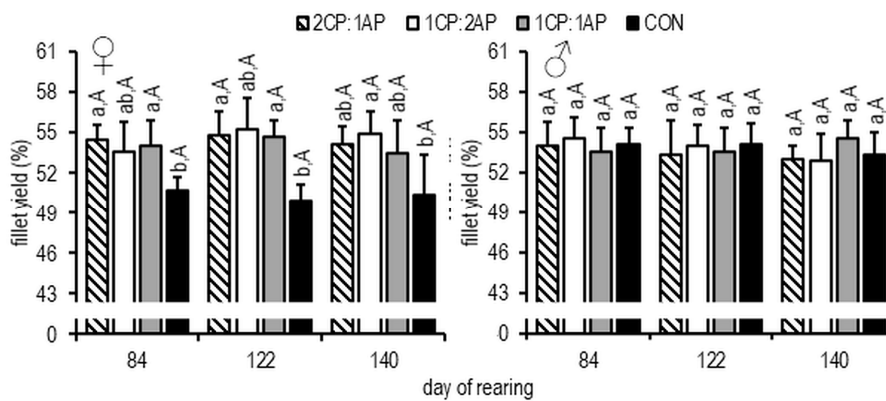 2CP:1AP 1CP:2AP 1CP:1AP CON
♀
♂
fillet yield (%)
61
58
55
52
49
46
43
0
a,A ab,A a,A b,A
a,A ab,A a,A b,A
ab,A a,A ab,A b,A
84 122 140
fillet yield (%)
61
58
55
52
49
46
43
0
a,A a,A a,A a,A
a,A a,A a,A a,A
a,A a,A a,A a,A
84 122 140
day of rearing